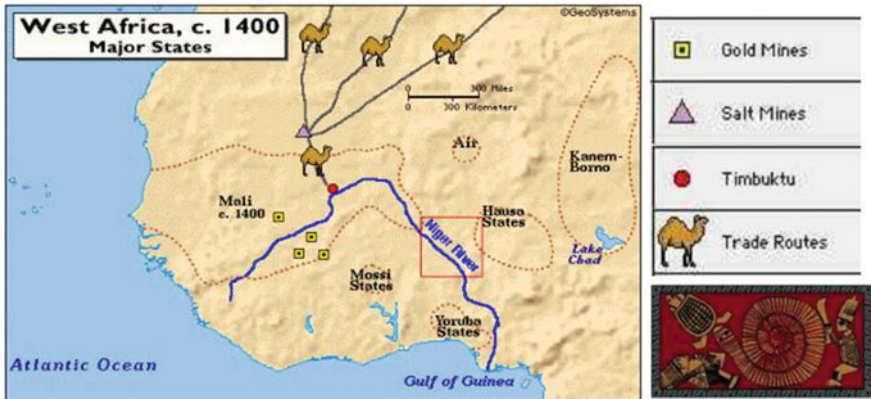 West Africa, c. 1400
Major States
©GeoSystems
0 300 Miles
0 300 Kilometers
Air
Kanem-
Borno
Mali
c. 1400
Hausa
States
Niger River
Lake
Chad
Mossi
States
Yoruba
States
Atlantic Ocean
Gulf of Guinea
Gold Mines
Salt Mines
Timbuktu
Trade Routes